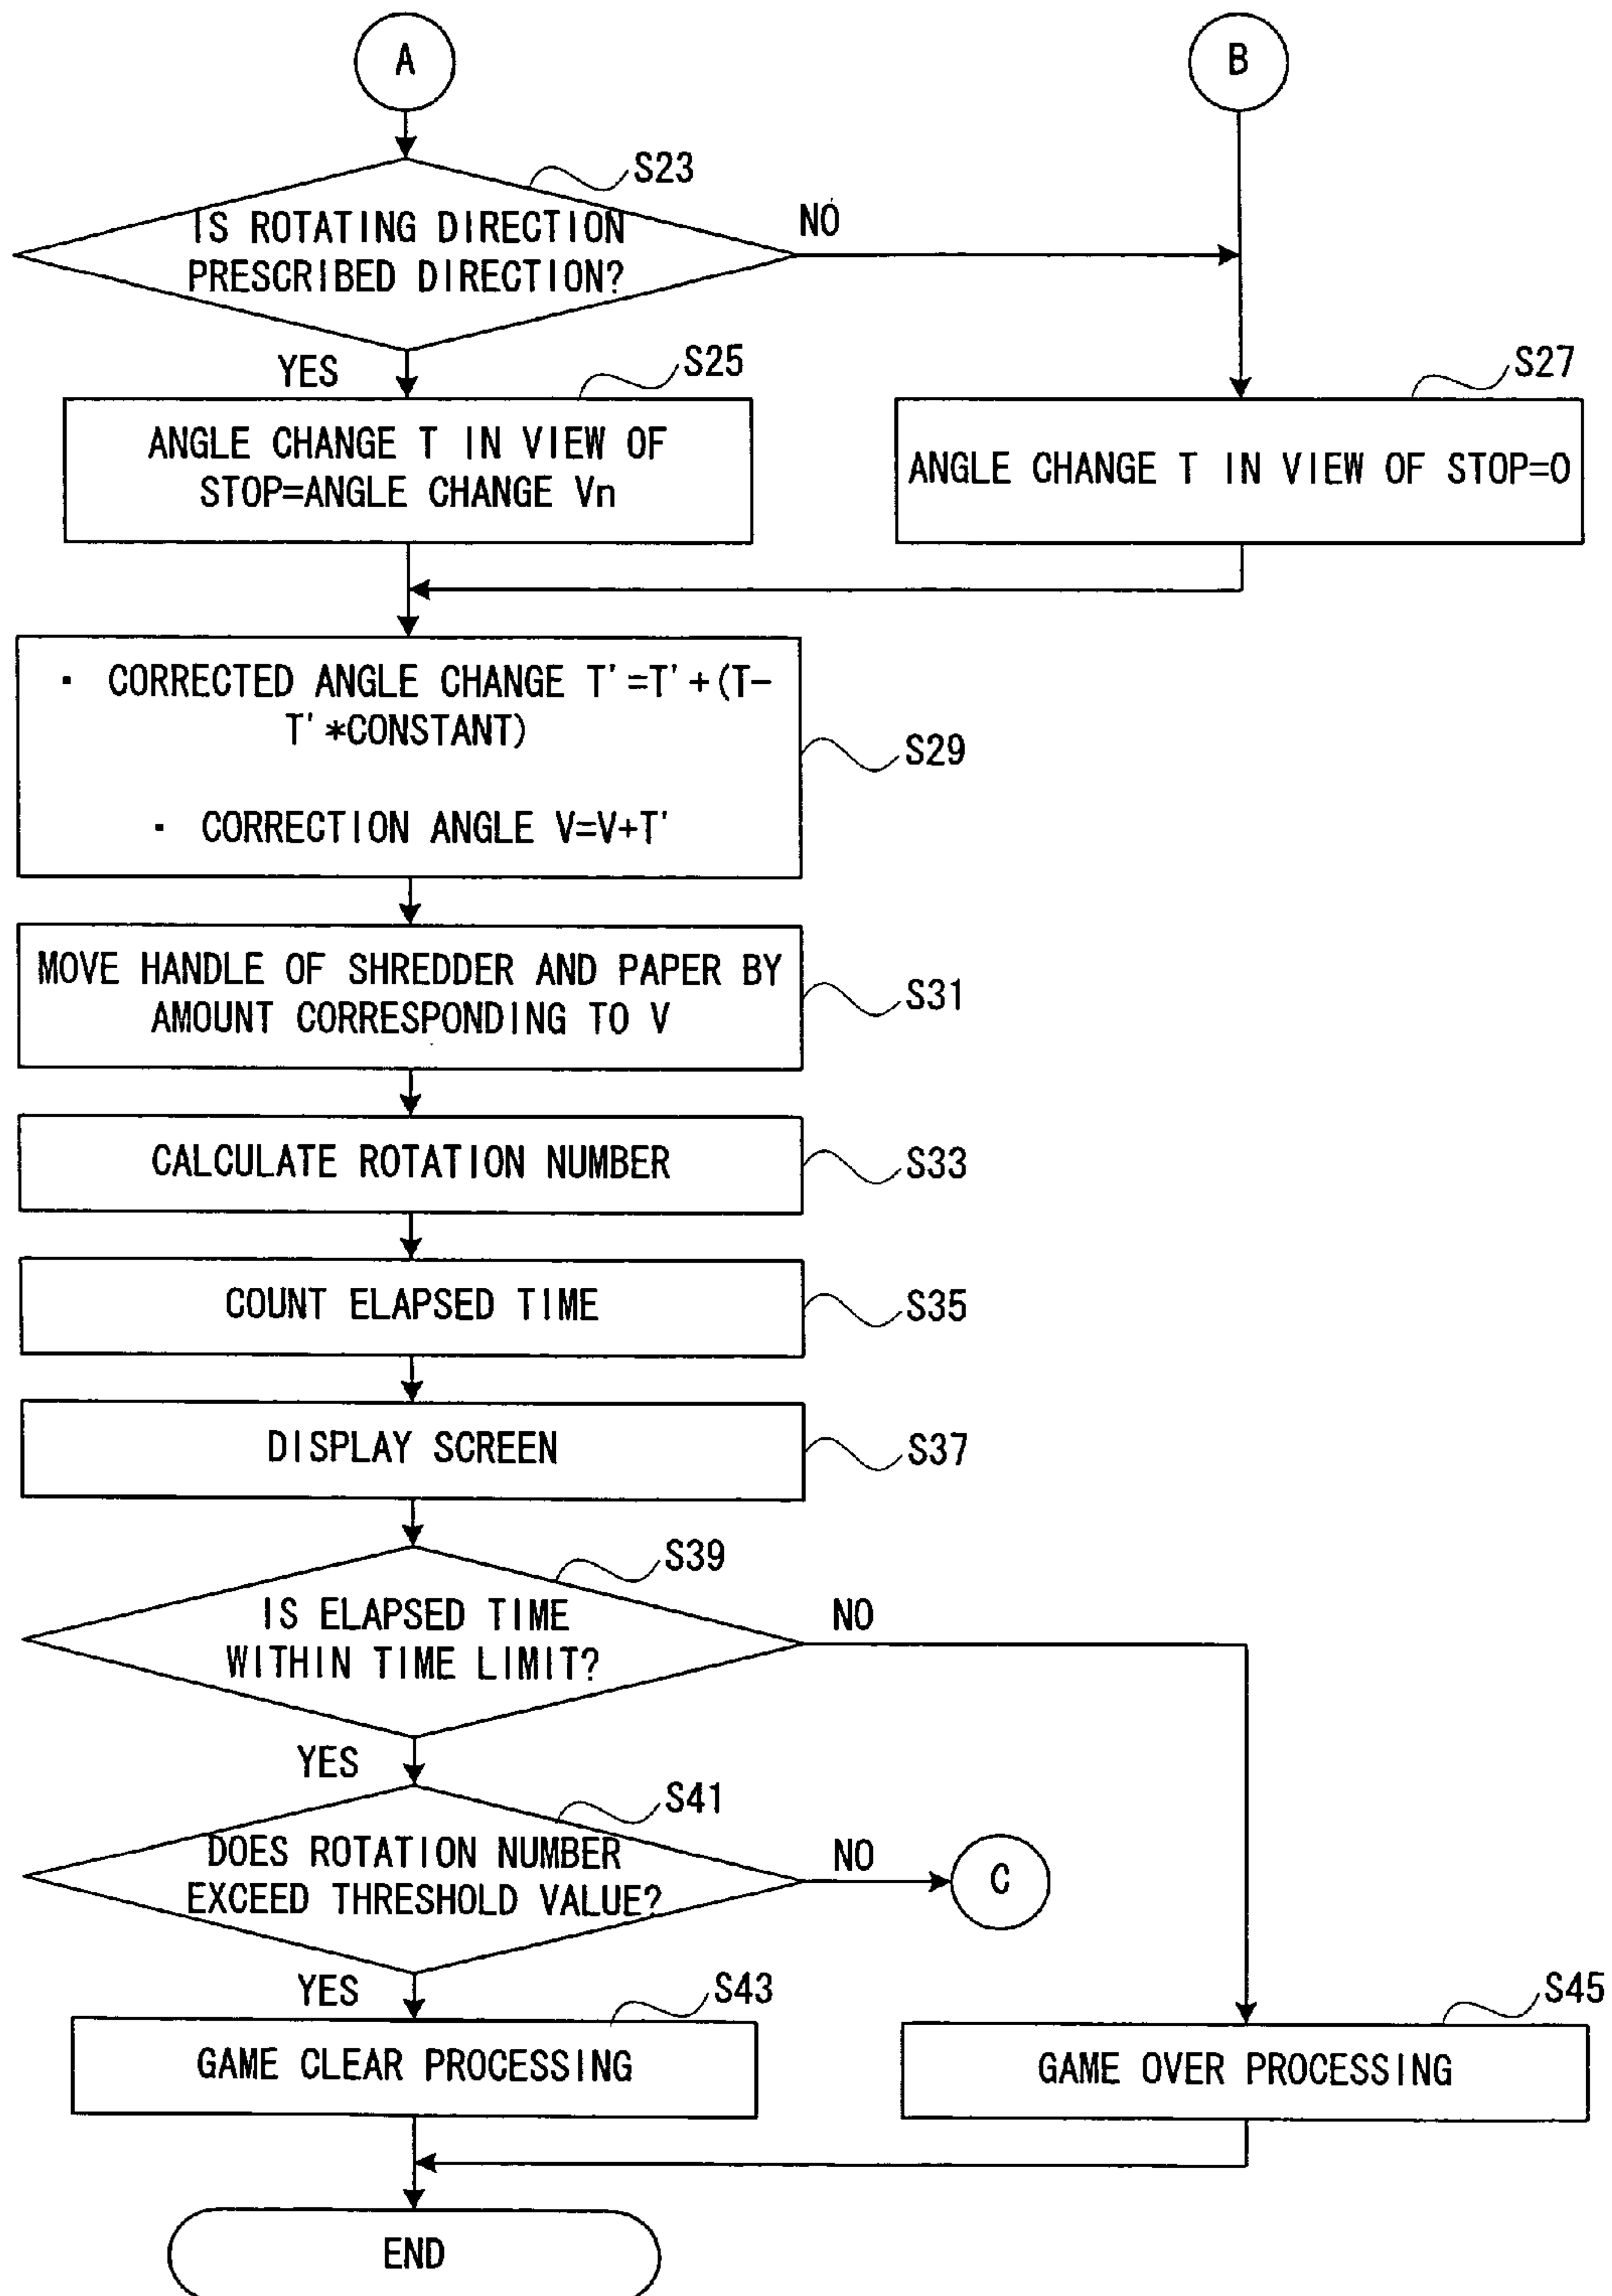 A
B
S23
IS ROTATING DIRECTION
PRESCRIBED DIRECTION?
NO
YES
S25
ANGLE CHANGE T IN VIEW OF
STOP=ANGLE CHANGE Vn
S27
ANGLE CHANGE T IN VIEW OF STOP=0
· CORRECTED ANGLE CHANGE T'=T'+(T-
T'*CONSTANT)
· CORRECTION ANGLE V=V+T'
S29
MOVE HANDLE OF SHREDDER AND PAPER BY
AMOUNT CORRESPONDING TO V
S31
CALCULATE ROTATION NUMBER
S33
COUNT ELAPSED TIME
S35
DISPLAY SCREEN
S37
S39
IS ELAPSED TIME
WITHIN TIME LIMIT?
NO
YES
S41
DOES ROTATION NUMBER
EXCEED THRESHOLD VALUE?
NO
C
YES
S43
GAME CLEAR PROCESSING
S45
GAME OVER PROCESSING
END